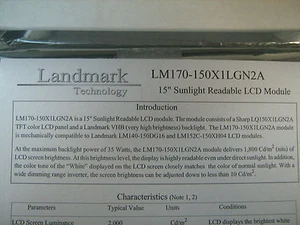 Landmark
Technology
LM170-150X1LGN2A
15" Sunlight Readable LCD Module
Introduction
LM170-150X1LGN2A is a 15" Sunlight Readable LCD module. The module consists of a Sharp LQ150X1LGN2A
TFT color LCD panel and a Landmark VHB (very high brightness) backlight. The LM170-150X1LGN2A module
is mechanically compatible to Landmark LM140-150DG16 and LM152C-150XH04 LCD modules.
At the maximum backlight power of 35 Watts, the LM170-150X1LGN2A module delivers 1,800 Cd/m² (nits) of
LCD screen brightness. At this brightness level, the display is highly readable even under direct sunlight. In addition,
the color tone of the "White" displayed on the LCD screen closely matches the color of normal sunlight. With a
wide dimming range inverter, the screen brightness can be adjusted down to less than 10 Cd/m².
Characteristics (Note 1, 2)
Parameters Typical Value Units Comments
LCD Screen Luminance 2,000 Cd/m² LCD displays the brightest white